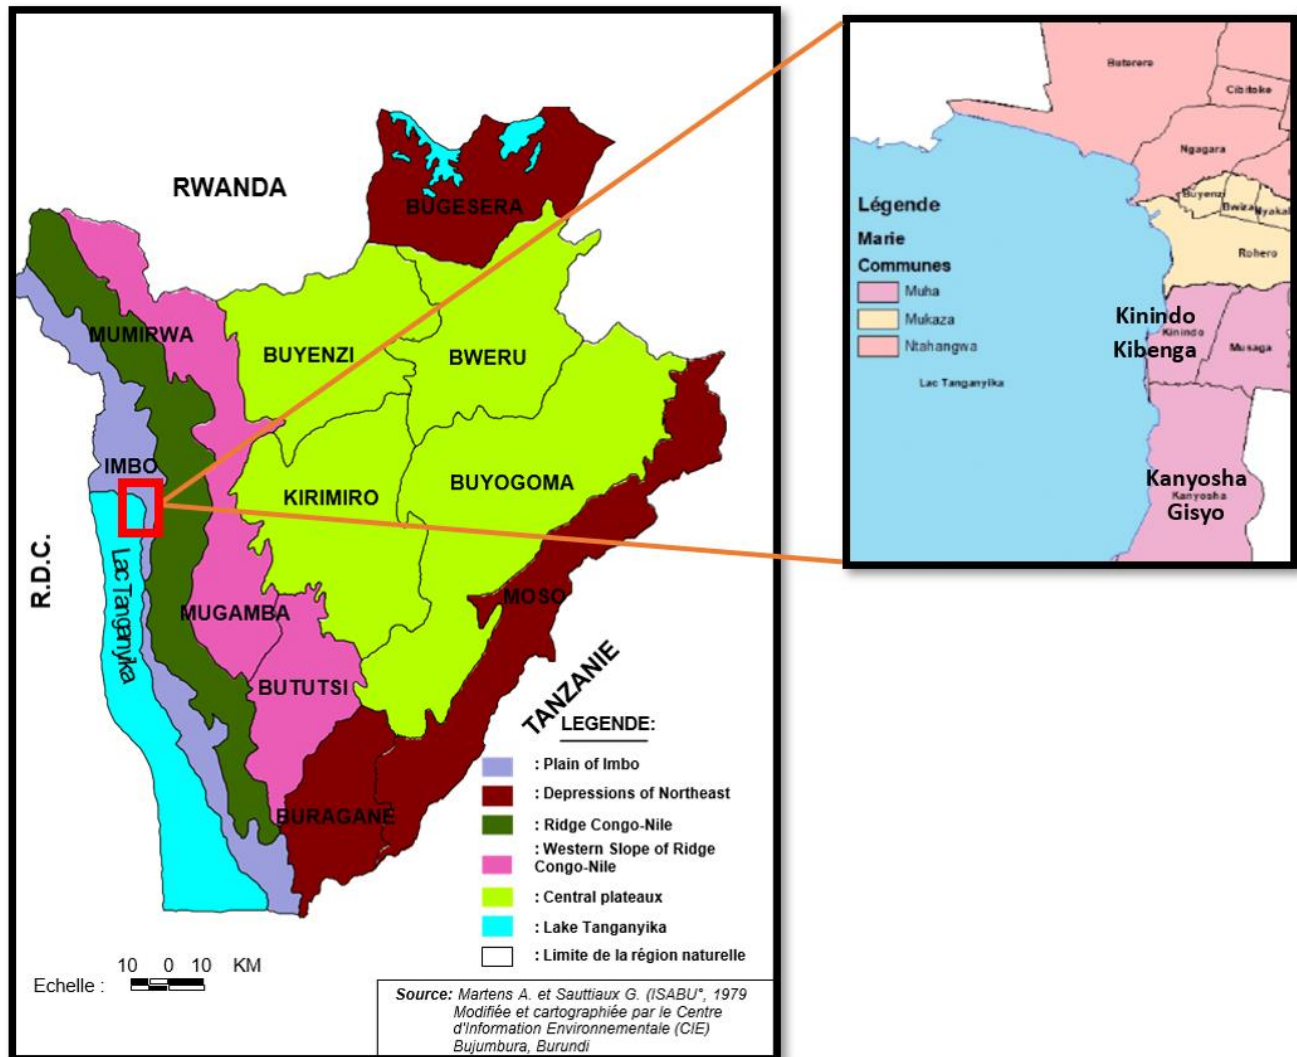 RWANDA
BUGESERA
MUMIRWA
BUYENZI
BWERU
IMBO
KIRIMIRO
BUYOGOMA
R.D.C.
Lac Tanganyika
MUGAMBA
MOSO
BUTUTSI
TANZANIE
BURAGANE
LEGENDE:
: Plain of Imbo
: Depressions of Northeast
: Ridge Congo-Nile
: Western Slope of Ridge
Congo-Nile
: Central plateaux
: Lake Tanganyika
: Limite de la région naturelle
10 0 10 KM
Echelle :
Source: Martens A. et Sauttiaux G. (ISABU°, 1979
Modifiée et cartographiée par le Centre
d'Information Environnementale (CIE)
Bujumbura, Burundi
Buterere
Cibitoke
Ngagara
Buyenzi
Bwiza
Nyakab
Rohero
Légende
Marie
Communes
Muha
Mukaza
Ntahangwa
Lac Tanganyika
Kinindo
Kinindo
Kibenga
Musaga
Kanyosha
Kanyosha
Gisyo